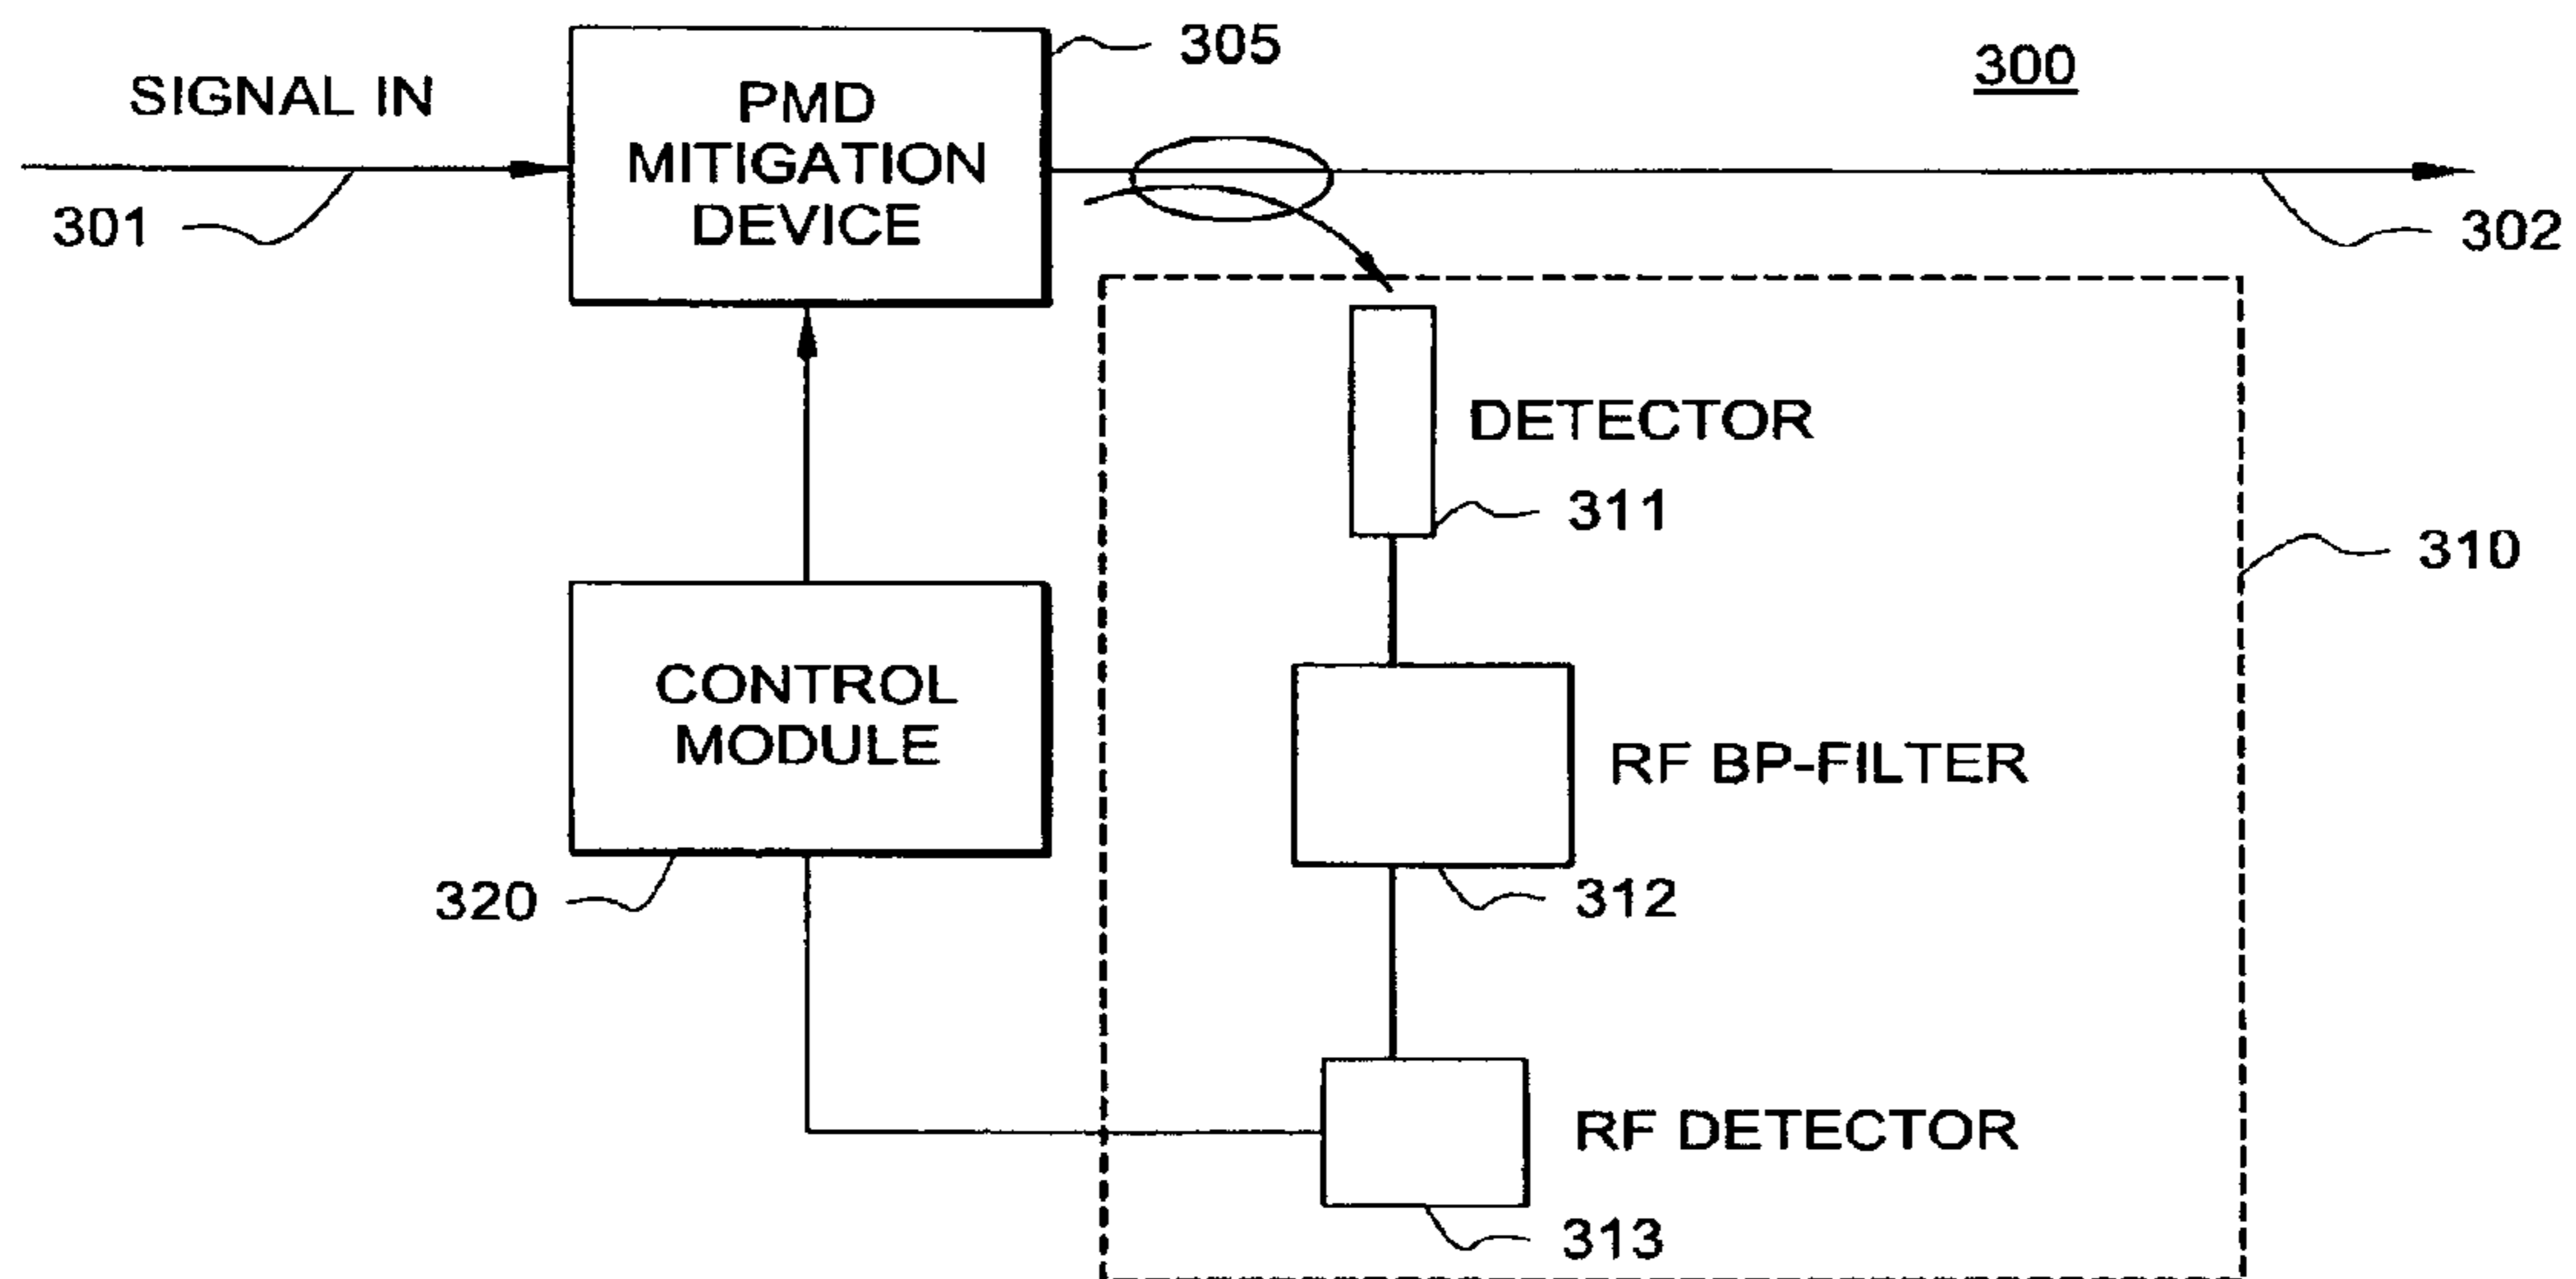 305
300
SIGNAL IN
PMD
MITIGATION
DEVICE
301
302
DETECTOR
311
310
CONTROL
MODULE
RF BP-FILTER
320
312
RF DETECTOR
313